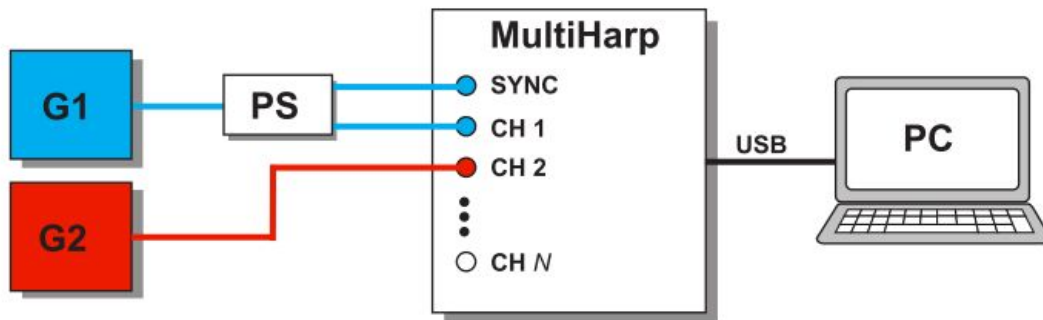 MultiHarp
G1
PS
SYNC
CH 1
CH 2
G2
CH N
USB
PC